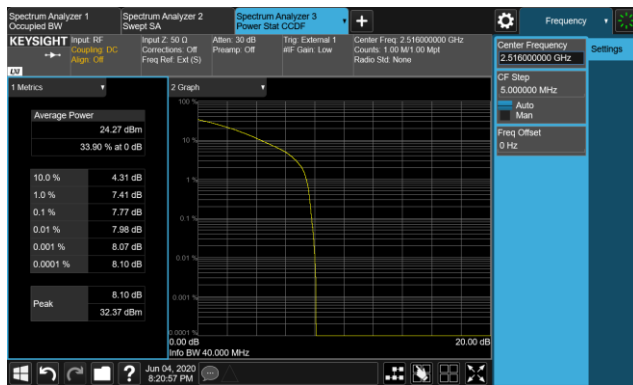 Spectrum Analyzer 1
Occupied BW
Spectrum Analyzer 2
Swept SA
Spectrum Analyzer 3
Power Stat CCDF
Frequency
KEYSIGHT
Input: RF
Coupling: DC
Align: Off
Input Z: 50 Ω
Corrections: Off
Freq Ref: Ext (S)
Atten: 30 dB
Preamp: Off
Trig: External 1
#IF Gain: Low
Center Freq: 2.516000000 GHz
Counts: 1.00 M/1.00 Mpt
Radio Std: None
LXI
Center Frequency
2.516000000 GHz
Settings
CF Step
5.000000 MHz
Auto
Man
Freq Offset
0 Hz
1 Metrics
Average Power
24.27 dBm
33.90 % at 0 dB
10.0 % 4.31 dB
1.0 % 7.41 dB
0.1 % 7.77 dB
0.01 % 7.98 dB
0.001 % 8.07 dB
0.0001 % 8.10 dB
Peak
8.10 dB
32.37 dBm
2 Graph
100 %
10 %
1 %
0.1 %
0.01 %
0.001 %
0.0001 %
0.00 dB
20.00 dB
Info BW 40.000 MHz
Jun 04, 2020
8:20:57 PM